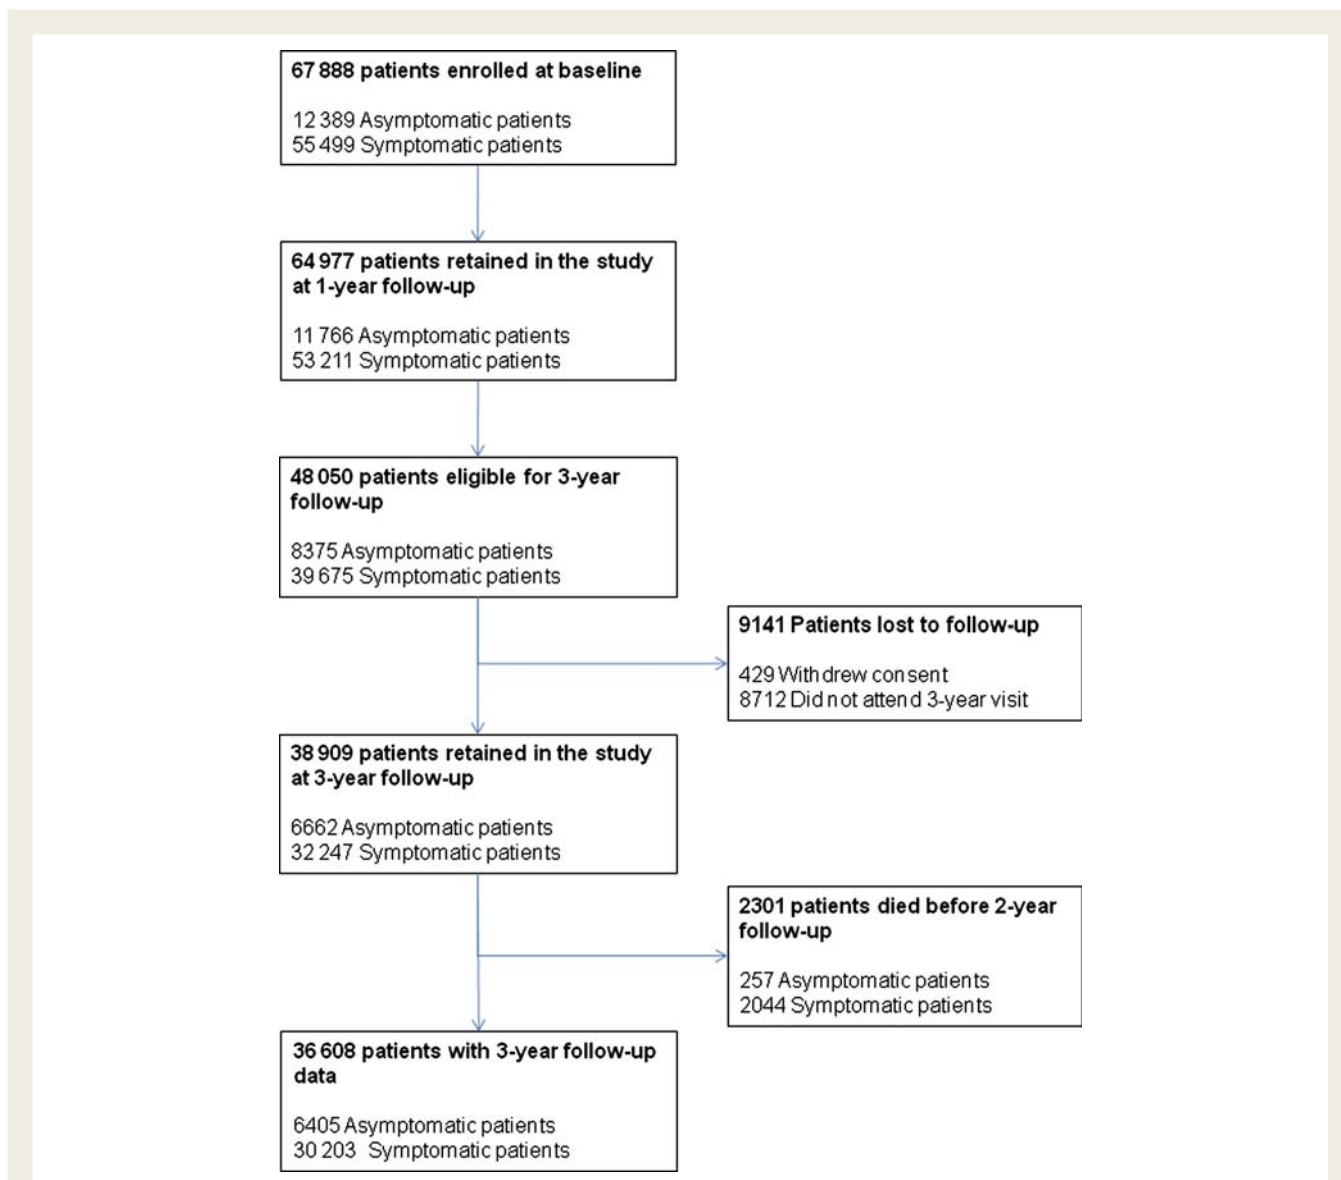 67 888 patients enrolled at baseline
12 389 Asymptomatic patients
55 499 Symptomatic patients
64 977 patients retained in the study
at 1-year follow-up
11 766 Asymptomatic patients
53 211 Symptomatic patients
48 050 patients eligible for 3-year
follow-up
8375 Asymptomatic patients
39 675 Symptomatic patients
9141 Patients lost to follow-up
429 Withdrew consent
8712 Did not attend 3-year visit
38 909 patients retained in the study
at 3-year follow-up
6662 Asymptomatic patients
32 247 Symptomatic patients
2301 patients died before 2-year
follow-up
257 Asymptomatic patients
2044 Symptomatic patients
36 608 patients with 3-year follow-up
data
6405 Asymptomatic patients
30 203 Symptomatic patients